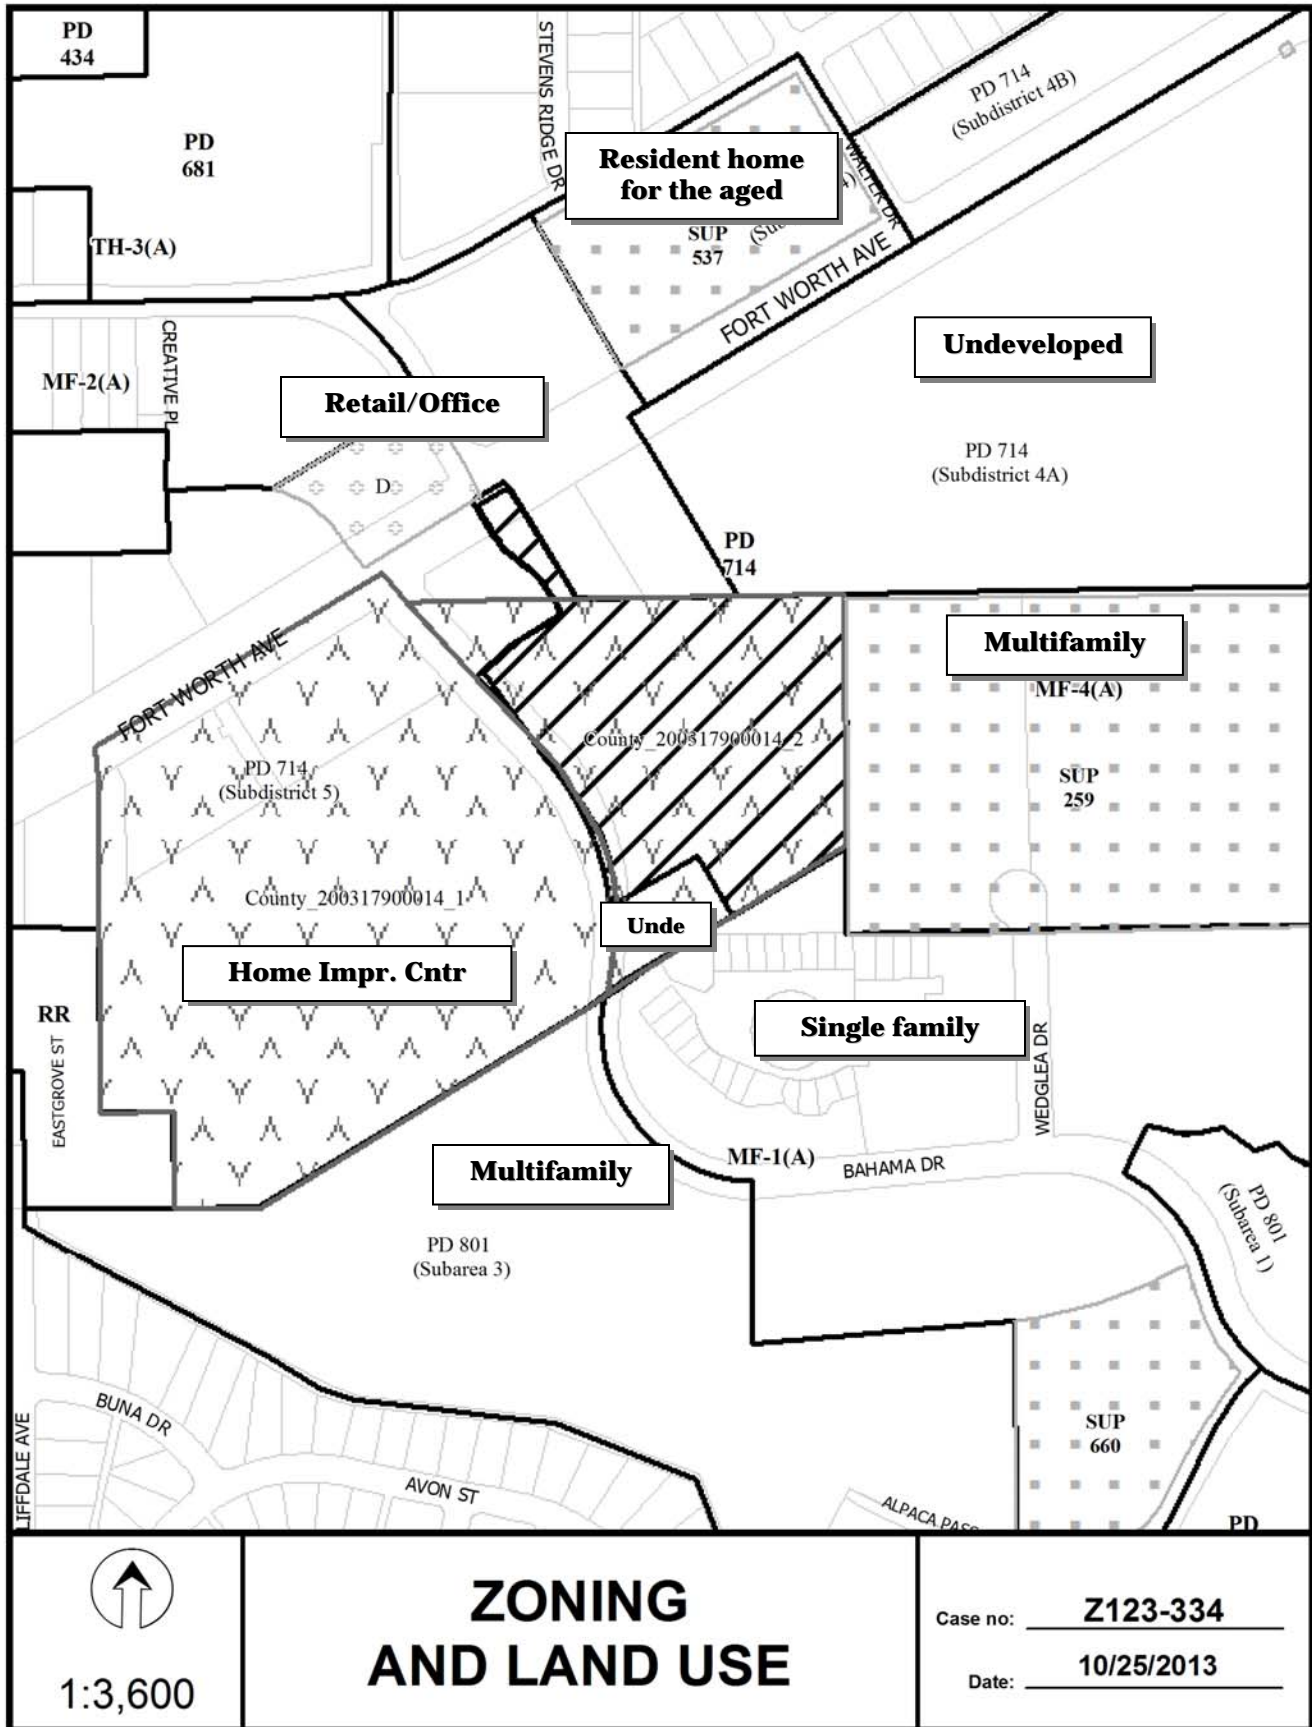 PD
434
STEVENS RIDGE DR
PD 714
(Subdistrict 4B)
PD
681
Resident home
for the aged
WALTER DR
TH-3(A)
SUP
537
(Su
FORT WORTH AVE
CREATIVE PL
Undeveloped
MF-2(A)
Retail/Office
PD 714
(Subdistrict 4A)
D
PD
714
Multifamily
FORT WORTH AVE
MF-4(A)
County_200317900014_2
PD 714
(Subdistrict 5)
SUP
259
County_200317900014_1
Unde
Home Impr. Cntr
RR
Single family
EASTGROVE ST
WEDGLEA DR
Multifamily
MF-1(A)
BAHAMA DR
PD 801
(Subarea 1)
PD 801
(Subarea 3)
BUNA DR
SUP
660
LIFFDALE AVE
AVON ST
ALPACA PAS
PD
1:3,600
ZONING
AND LAND USE
Case no: Z123-334
Date: 10/25/2013